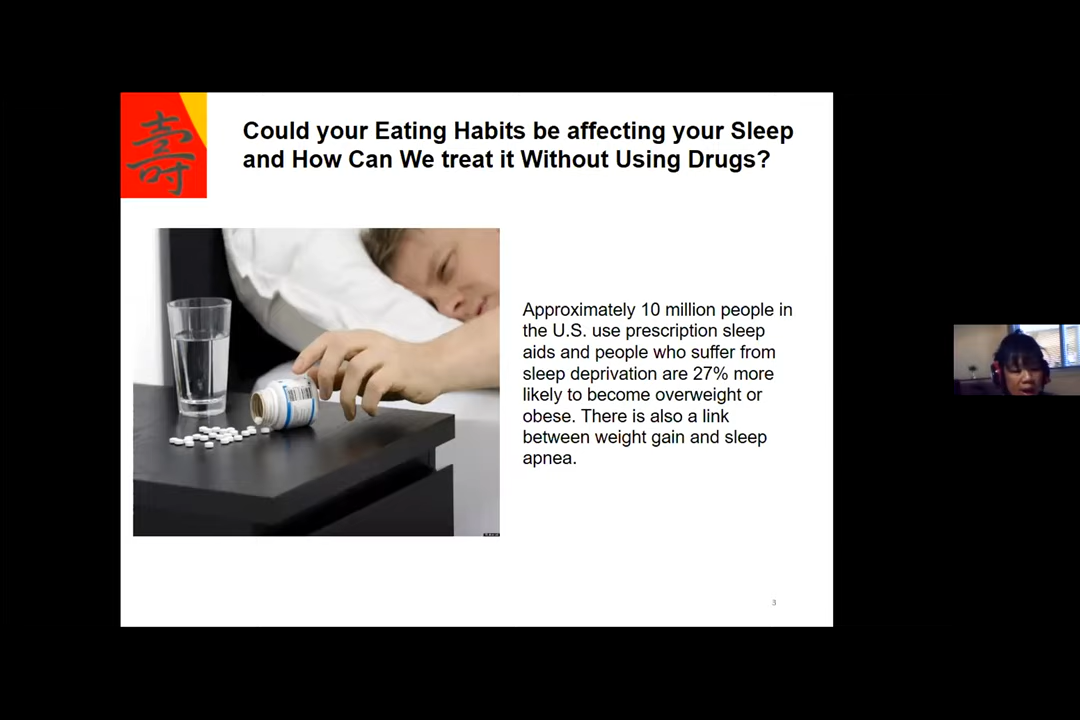 寿
Could your Eating Habits be affecting your Sleep
and How Can We treat it Without Using Drugs?
Approximately 10 million people in
the U.S. use prescription sleep
aids and people who suffer from
sleep deprivation are 27% more
likely to become overweight or
obese. There is also a link
between weight gain and sleep
apnea.
3